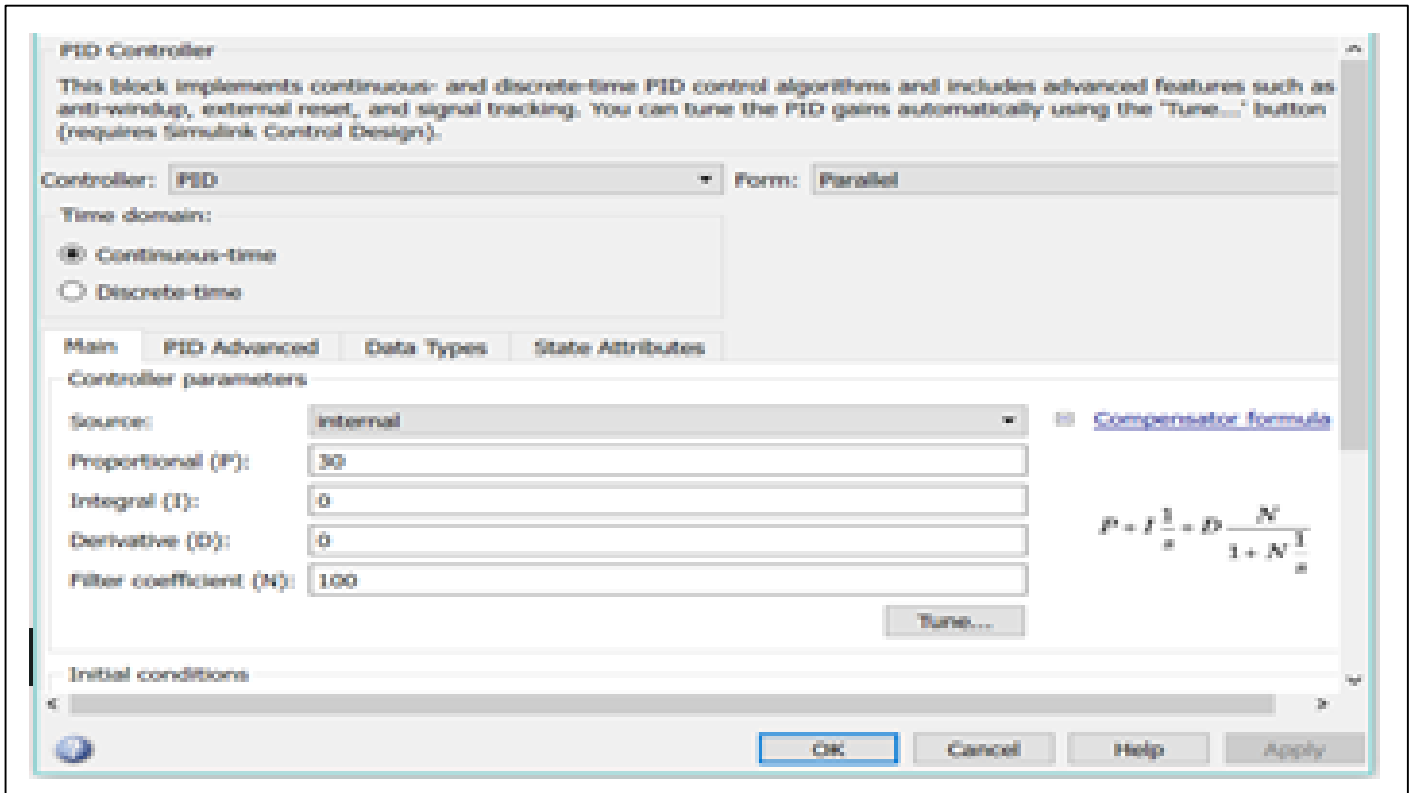 PID Controller
This block implements continuous- and discrete-time PID control algorithms and includes advanced features such as
anti-windup, external reset, and signal tracking. You can tune the PID gains automatically using the 'Tune...' button
(requires Simulink Control Design).
Controller: PID Form: Parallel
Time domain:
Continuous-time
Discrete-time
Main PID Advanced Data Types State Attributes
Controller parameters
Source: internal Compensator formula
Proportional (P): 30
Integral (I): 0
Derivative (D): 0
P + I 1/s + D N/(1 + N 1/s)
Filter coefficient (N): 100
Tune...
Initial conditions
OK Cancel Help Apply